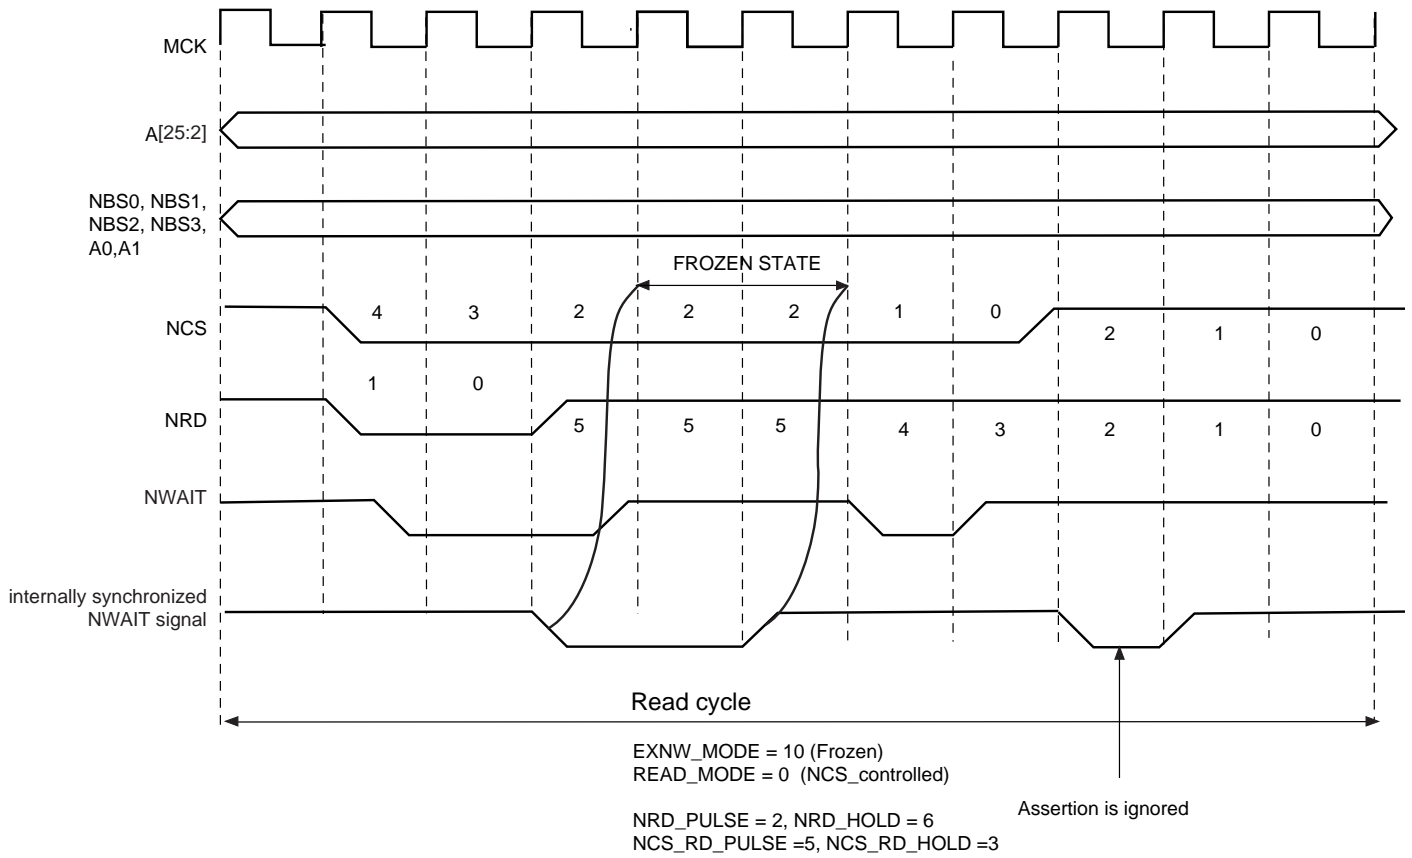 MCK
A[25:2]
NBS0, NBS1,
NBS2, NBS3,
A0,A1
FROZEN STATE
NCS
4 3 2 2 2 1 0
2 1 0
1 0
NRD
5 5 5 4 3 2 1 0
NWAIT
internally synchronized
NWAIT signal
Read cycle
EXNW_MODE = 10 (Frozen)
READ_MODE = 0 (NCS_controlled)
Assertion is ignored
NRD_PULSE = 2, NRD_HOLD = 6
NCS_RD_PULSE =5, NCS_RD_HOLD =3